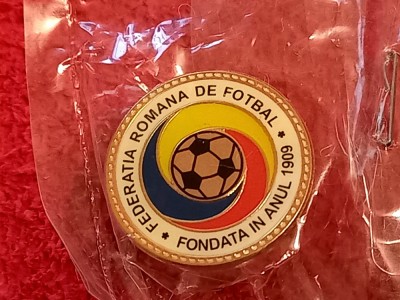 FEDERATIA ROMANA DE FOTBAL
FONDATA IN ANUL 1909